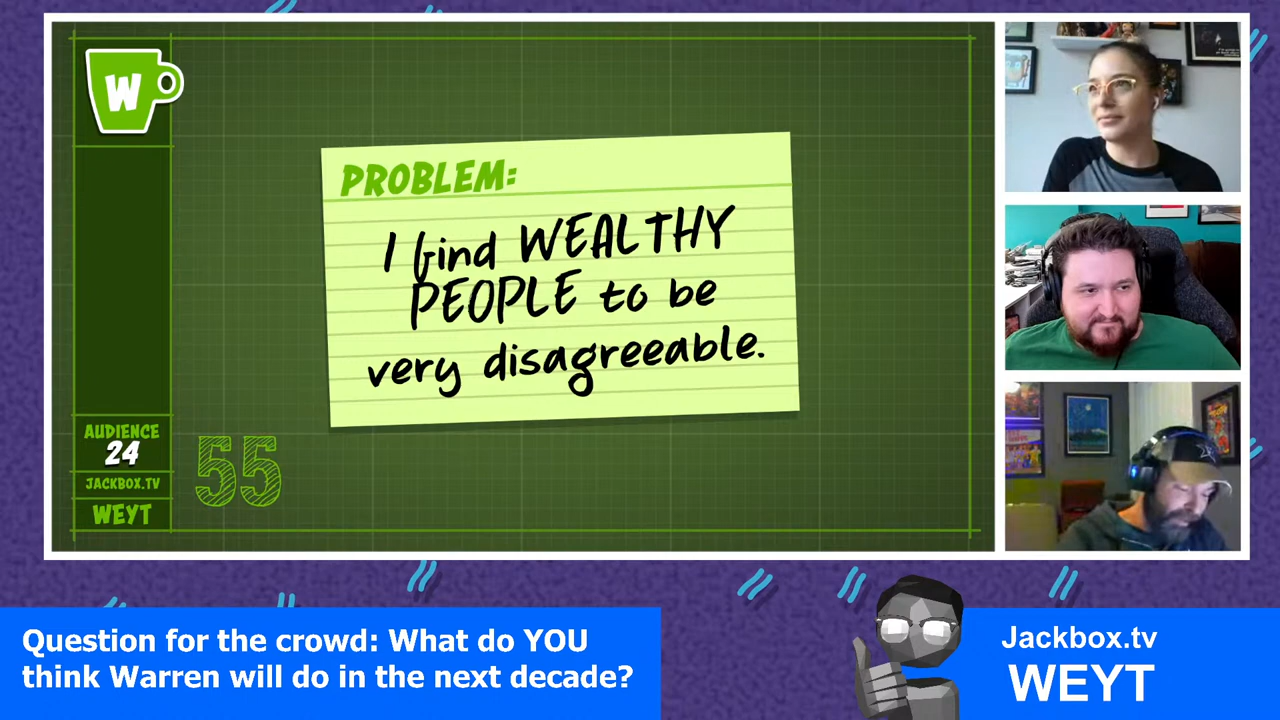 W
PROBLEM:
I find WEALTHY
PEOPLE to be
very disagreeable.
AUDIENCE
24
JACKBOX.TV
WEYT
55
Question for the crowd: What do YOU
think Warren will do in the next decade?
Jackbox.tv
WEYT